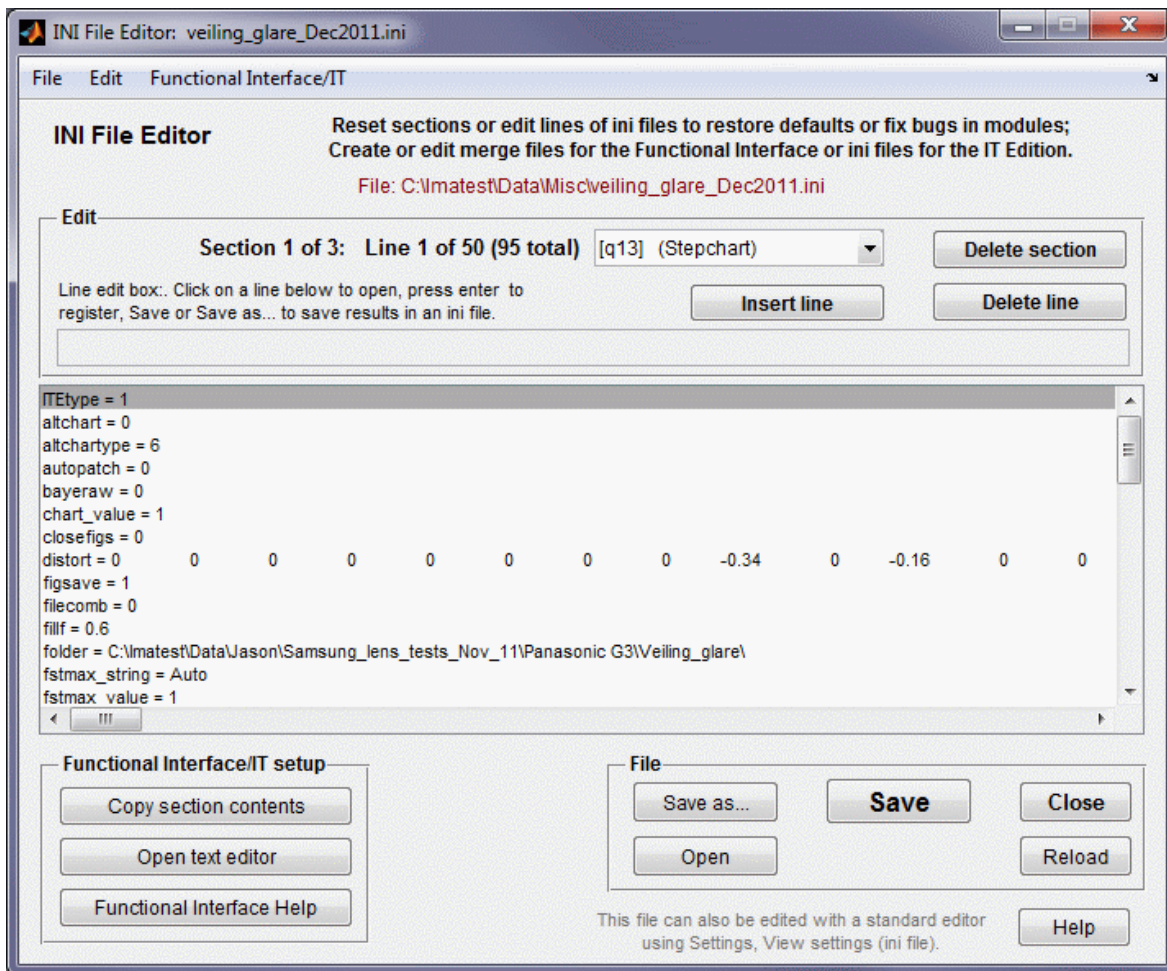 INI File Editor: veiling_glare_Dec2011.ini
File Edit Functional Interface/IT
INI File Editor
Reset sections or edit lines of ini files to restore defaults or fix bugs in modules;
Create or edit merge files for the Functional Interface or ini files for the IT Edition.
File: C:\Imatest\Data\Misc\veiling_glare_Dec2011.ini
Edit
Section 1 of 3: Line 1 of 50 (95 total) [q13] (Stepchart) Delete section
Line edit box:. Click on a line below to open, press enter to
register, Save or Save as... to save results in an ini file.
Insert line Delete line
ITEtype = 1
altchart = 0
altchartype = 6
autopatch = 0
bayeraw = 0
chart_value = 1
closefigs = 0
distort = 0 0 0 0 0 0 0 0 -0.34 0 -0.16 0 0
figsave = 1
filecomb = 0
fillf = 0.6
folder = C:\Imatest\Data\Jason\Samsung_lens_tests_Nov_11\Panasonic G3\Veiling_glare\
fstmax_string = Auto
fstmax_value = 1
Functional Interface/IT setup
Copy section contents
Open text editor
Functional Interface Help
File
Save as... Save Close
Open Reload
This file can also be edited with a standard editor
using Settings, View settings (ini file).
Help